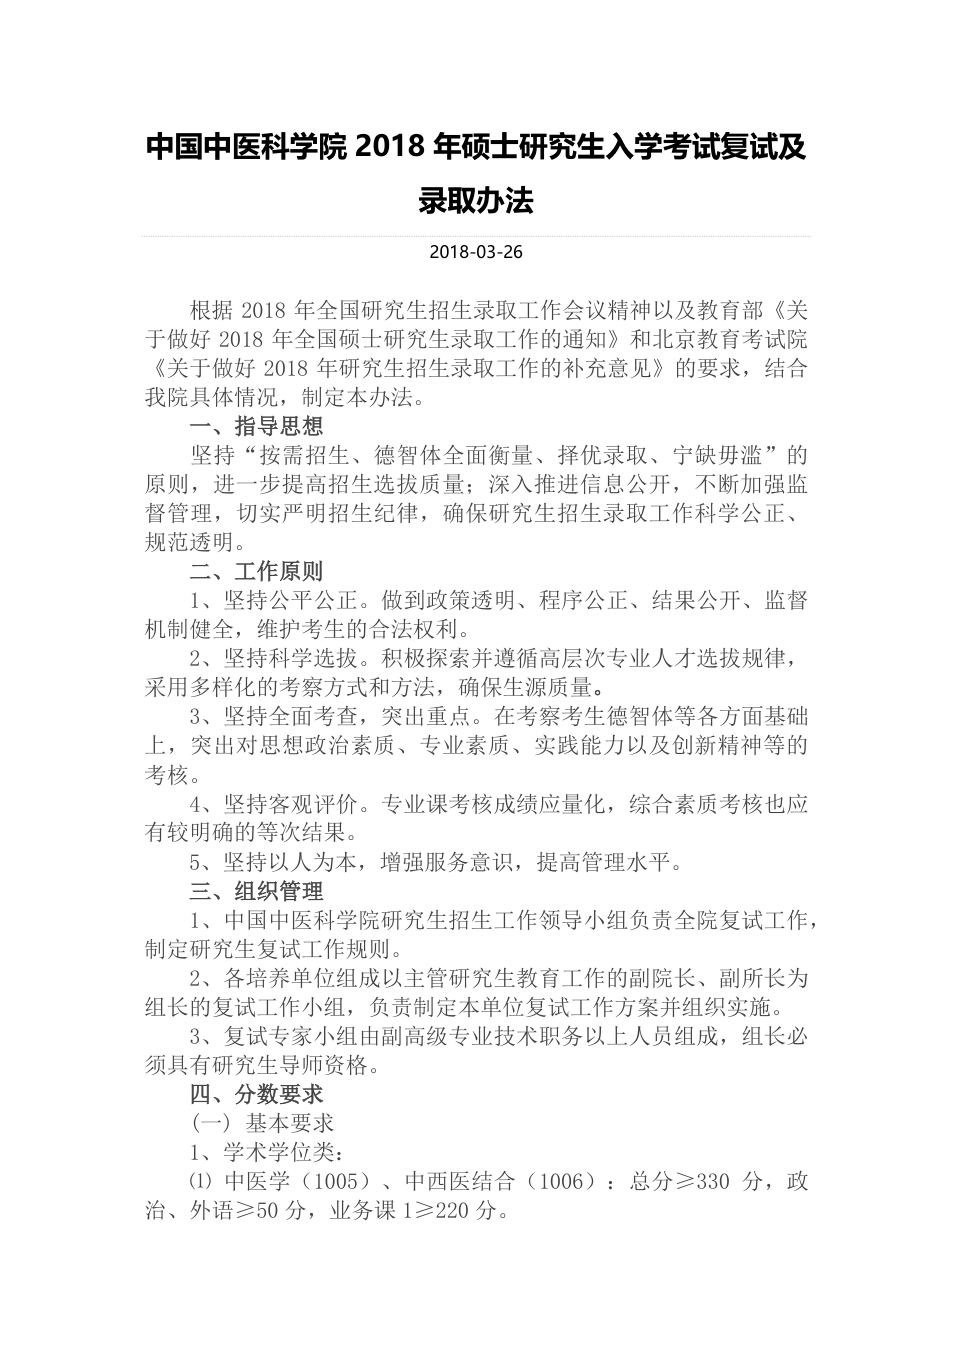 中国中医科学院 2018 年硕士研究生入学考试复试及
录取办法
2018-03-26
根据 2018 年全国研究生招生录取工作会议精神以及教育部《关
于做好 2018 年全国硕士研究生录取工作的通知》和北京教育考试院
《关于做好 2018 年研究生招生录取工作的补充意见》的要求，结合
我院具体情况，制定本办法。
一、指导思想
坚持“按需招生、德智体全面衡量、择优录取、宁缺毋滥”的
原则，进一步提高招生选拔质量；深入推进信息公开，不断加强监
督管理，切实严明招生纪律，确保研究生招生录取工作科学公正、
规范透明。
二、工作原则
1、坚持公平公正。做到政策透明、程序公正、结果公开、监督
机制健全，维护考生的合法权利。
2、坚持科学选拔。积极探索并遵循高层次专业人才选拔规律，
采用多样化的考察方式和方法，确保生源质量。
3、坚持全面考查，突出重点。在考察考生德智体等各方面基础
上，突出对思想政治素质、专业素质、实践能力以及创新精神等的
考核。
4、坚持客观评价。专业课考核成绩应量化，综合素质考核也应
有较明确的等次结果。
5、坚持以人为本，增强服务意识，提高管理水平。
三、组织管理
1、中国中医科学院研究生招生工作领导小组负责全院复试工作，
制定研究生复试工作规则。
2、各培养单位组成以主管研究生教育工作的副院长、副所长为
组长的复试工作小组，负责制定本单位复试工作方案并组织实施。
3、复试专家小组由副高级专业技术职务以上人员组成，组长必
须具有研究生导师资格。
四、分数要求
(一) 基本要求
1、学术学位类：
⑴ 中医学（1005）、中西医结合（1006）：总分≥330 分，政
治、外语≥50 分，业务课 1≥220 分。